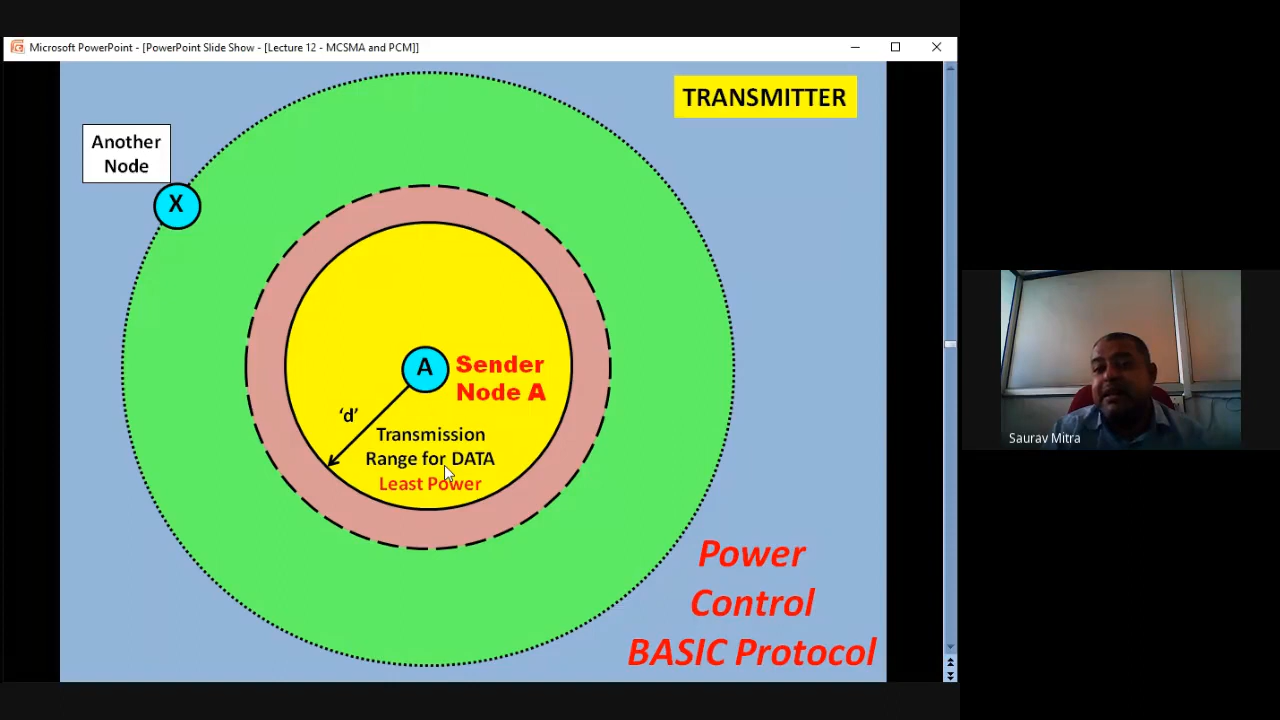 Microsoft PowerPoint - [PowerPoint Slide Show - [Lecture 12 - MCSMA and PCM]]
TRANSMITTER
Another
Node
X
A
Sender
Node A
‘d’
Transmission
Range for DATA
Least Power
Power
Control
BASIC Protocol
Saurav Mitra